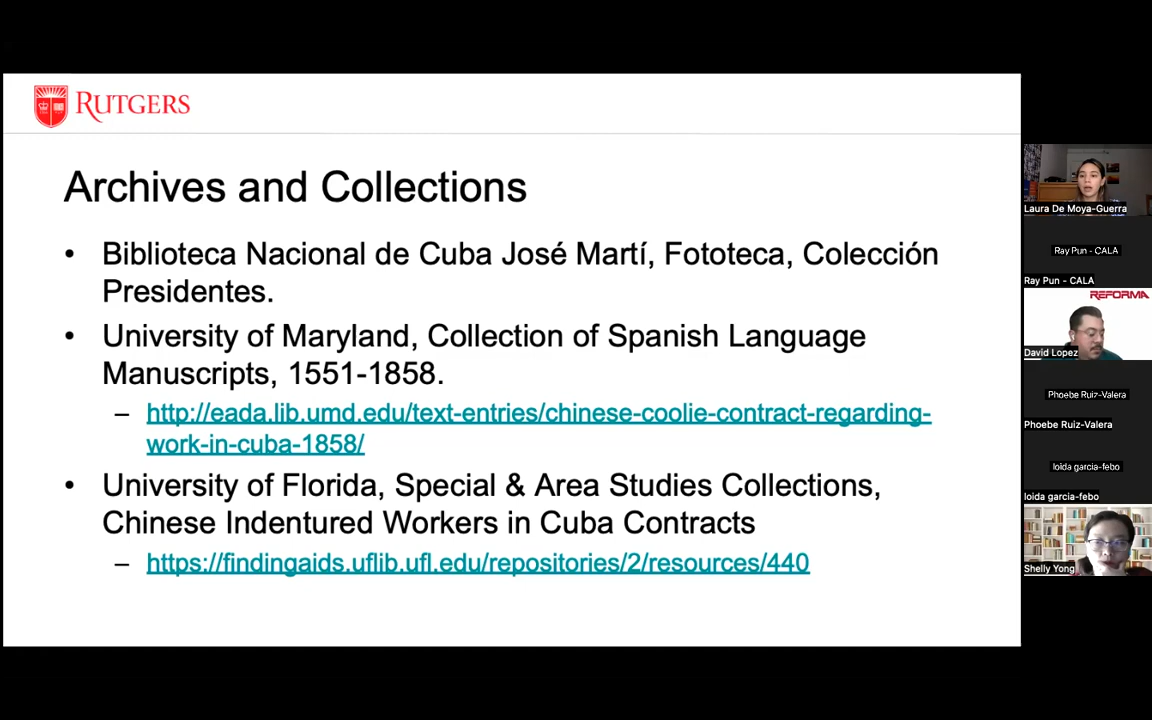 RUTGERS
Archives and Collections
• Biblioteca Nacional de Cuba José Martí, Fototeca, Colección
Presidentes.
• University of Maryland, Collection of Spanish Language
Manuscripts, 1551-1858.
– http://eada.lib.umd.edu/text-entries/chinese-coolie-contract-regarding-
work-in-cuba-1858/
• University of Florida, Special & Area Studies Collections,
Chinese Indentured Workers in Cuba Contracts
– https://findingaids.uflib.ufl.edu/repositories/2/resources/440
Laura De Moya-Guerra
Ray Pun - CALA
Ray Pun - CALA
REFORMA
David Lopez
Phoebe Ruiz-Valera
Phoebe Ruiz-Valera
loida garcia-febo
loida garcia-febo
Shelly Yong